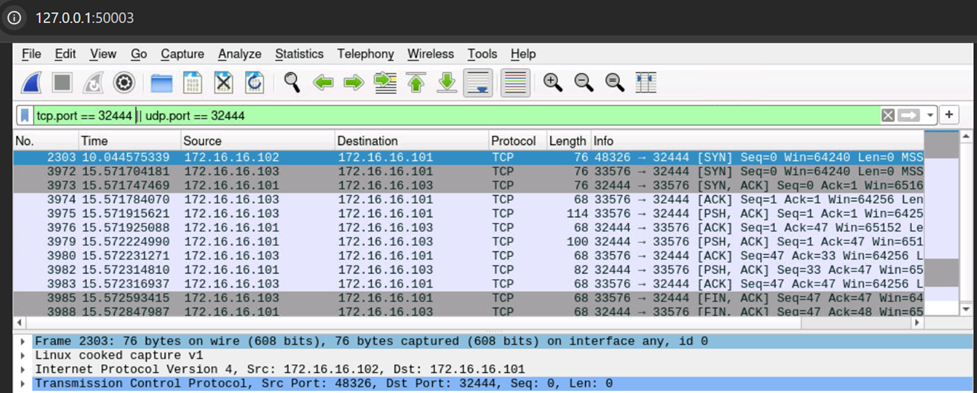 127.0.0.1:50003
File Edit View Go Capture Analyze Statistics Telephony Wireless Tools Help
tcp.port == 32444 || udp.port == 32444
No. Time Source Destination Protocol Length Info
2303 10.044575339 172.16.16.102 172.16.16.101 TCP 76 48326 → 32444 [SYN] Seq=0 Win=64240 Len=0 MSS
3972 15.571704181 172.16.16.103 172.16.16.101 TCP 76 33576 → 32444 [SYN] Seq=0 Win=64240 Len=0 MSS
3973 15.571747469 172.16.16.101 172.16.16.103 TCP 76 32444 → 33576 [SYN, ACK] Seq=0 Ack=1 Win=6516
3974 15.571784070 172.16.16.103 172.16.16.101 TCP 68 33576 → 32444 [ACK] Seq=1 Ack=1 Win=64256 Len
3975 15.571915621 172.16.16.103 172.16.16.101 TCP 114 33576 → 32444 [PSH, ACK] Seq=1 Ack=1 Win=6425
3976 15.571925088 172.16.16.101 172.16.16.103 TCP 68 32444 → 33576 [ACK] Seq=1 Ack=47 Win=65152 Le
3979 15.572224990 172.16.16.101 172.16.16.103 TCP 100 32444 → 33576 [PSH, ACK] Seq=1 Ack=47 Win=651
3980 15.572231271 172.16.16.103 172.16.16.101 TCP 68 33576 → 32444 [ACK] Seq=47 Ack=33 Win=64256 L
3982 15.572314810 172.16.16.101 172.16.16.103 TCP 82 32444 → 33576 [PSH, ACK] Seq=33 Ack=47 Win=65
3983 15.572316937 172.16.16.103 172.16.16.101 TCP 68 33576 → 32444 [ACK] Seq=47 Ack=47 Win=64256 L
3985 15.572593415 172.16.16.103 172.16.16.101 TCP 68 33576 → 32444 [FIN, ACK] Seq=47 Ack=47 Win=64
3988 15.572847987 172.16.16.101 172.16.16.103 TCP 68 32444 → 33576 [FIN, ACK] Seq=47 Ack=48 Win=65
Frame 2303: 76 bytes on wire (608 bits), 76 bytes captured (608 bits) on interface any, id 0
Linux cooked capture v1
Internet Protocol Version 4, Src: 172.16.16.102, Dst: 172.16.16.101
Transmission Control Protocol, Src Port: 48326, Dst Port: 32444, Seq: 0, Len: 0